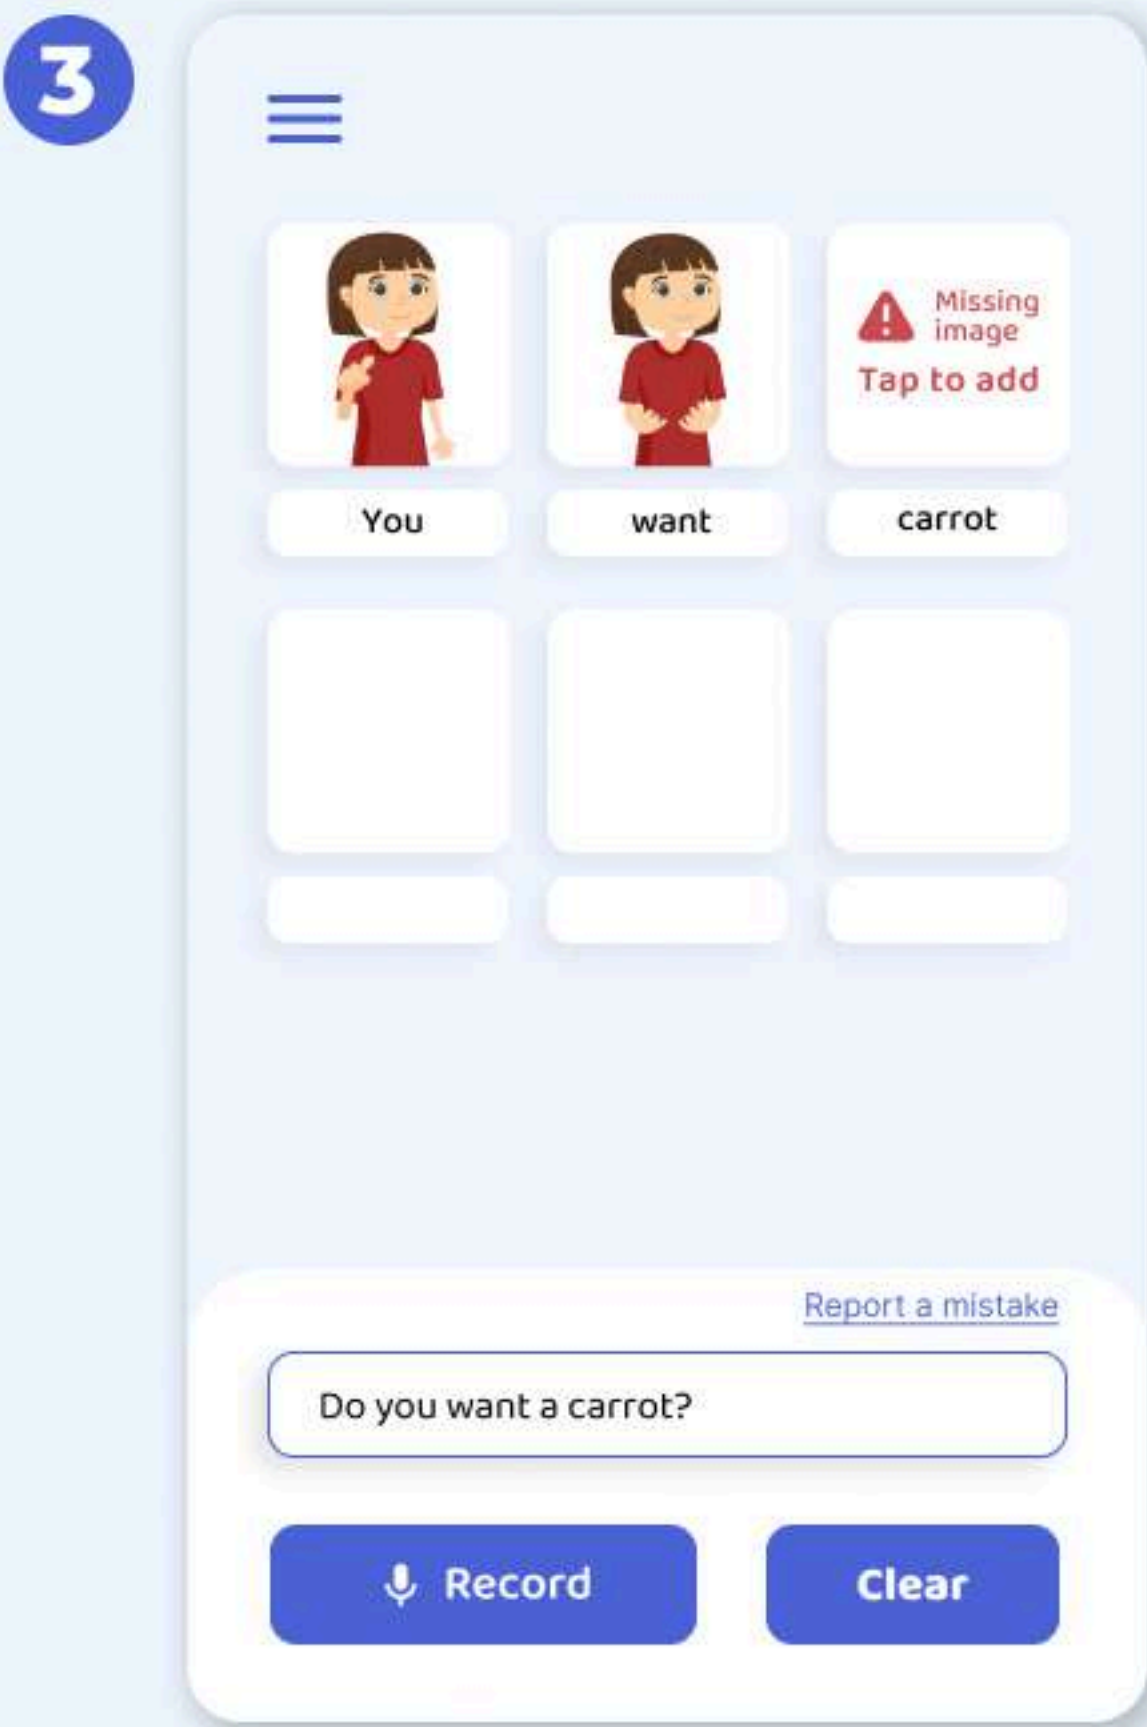 3
Missing
image
Tap to add
You want carrot
Report a mistake
Do you want a carrot?
Record Clear